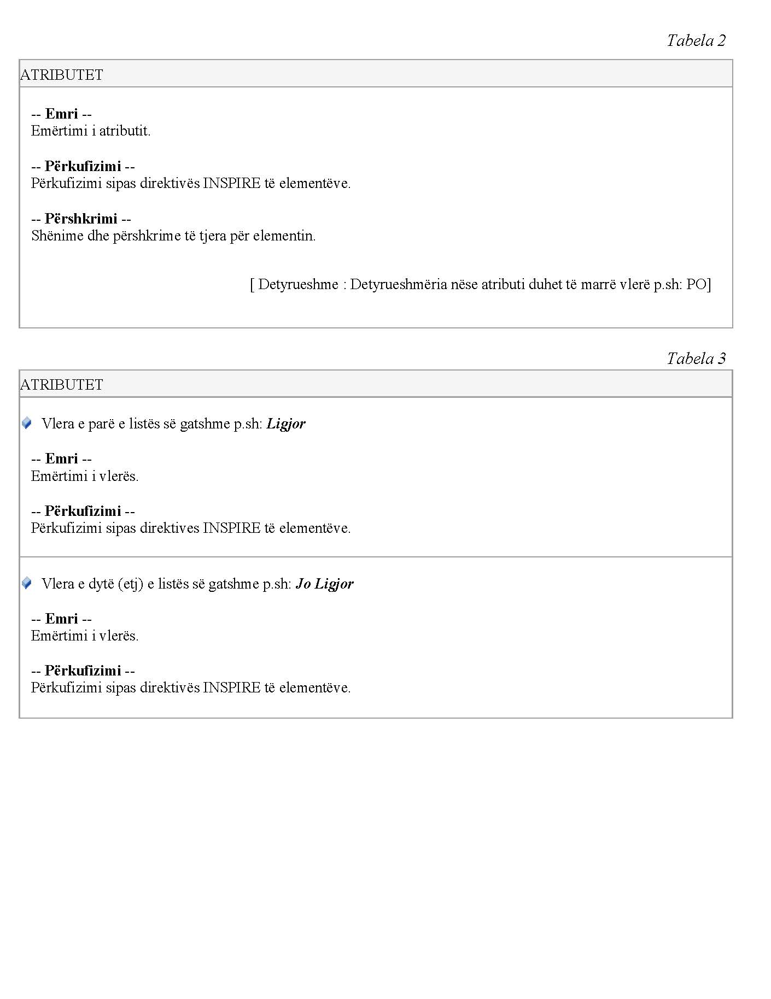 Tabela 2
ATRIBUTET
-- Emri --
Emërtimi i atributit.
-- Përkufizimi --
Përkufizimi sipas direktivës INSPIRE të elementëve.
-- Përshkrimi --
Shënime dhe përshkrime të tjera për elementin.
[ Detyrueshme : Detyrueshmëria nëse atributi duhet të marrë vlerë p.sh: PO]
Tabela 3
ATRIBUTET
Vlera e parë e listës së gatshme p.sh: Ligjor
-- Emri --
Emërtimi i vlerës.
-- Përkufizimi --
Përkufizimi sipas direktives INSPIRE të elementëve.
Vlera e dytë (etj) e listës së gatshme p.sh: Jo Ligjor
-- Emri --
Emërtimi i vlerës.
-- Përkufizimi --
Përkufizimi sipas direktivës INSPIRE të elementëve.